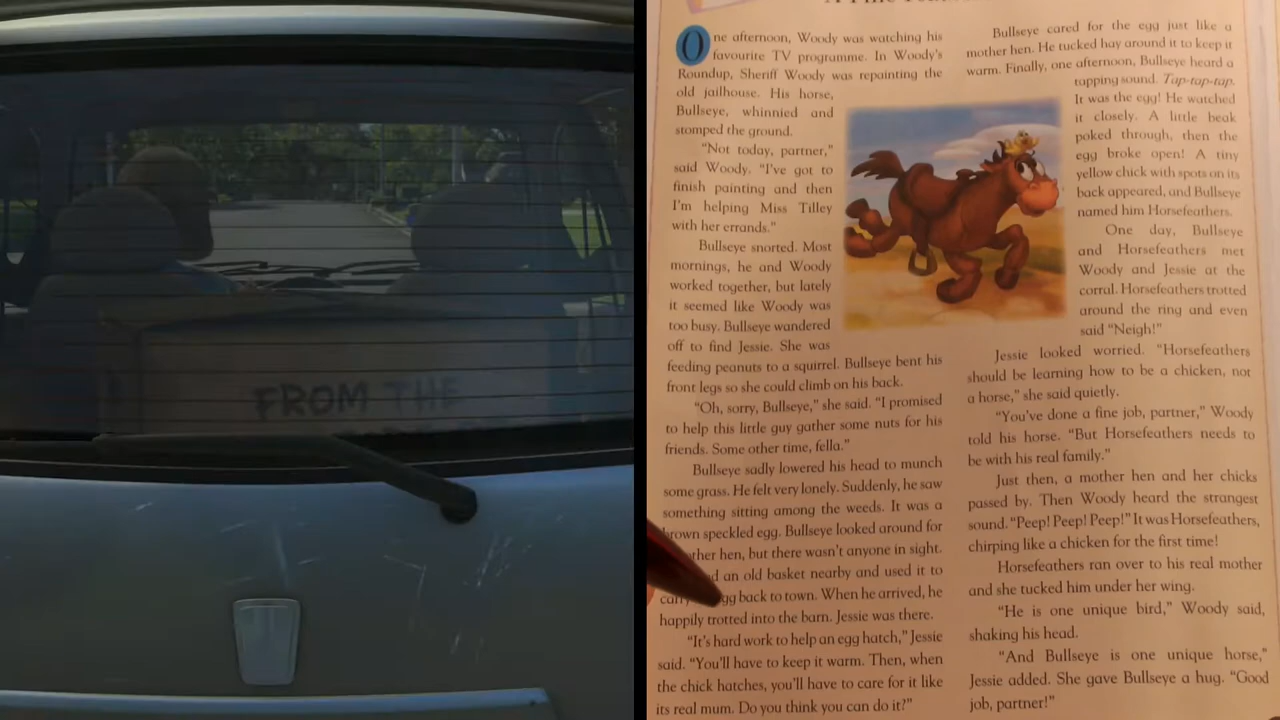 FROM THE
One afternoon, Woody was watching his
favourite TV programme. In Woody's
Roundup, Sheriff Woody was repainting the
old jailhouse. His horse,
Bullseye, whinnied and
stomped the ground.
"Not today, partner,"
said Woody. "I've got to
finish painting and then
I'm helping Miss Tilley
with her errands."
Bullseye snorted. Most
mornings, he and Woody
worked together, but lately
it seemed like Woody was
too busy. Bullseye wandered
off to find Jessie. She was
feeding peanuts to a squirrel. Bullseye bent his
front legs so she could climb on his back.
"Oh, sorry, Bullseye," she said. "I promised
to help this little guy gather some nuts for his
friends. Some other time, fella."
Bullseye sadly lowered his head to munch
some grass. He felt very lonely. Suddenly, he saw
something sitting among the weeds. It was a
brown speckled egg. Bullseye looked around for
hen, but there wasn't anyone in sight.
an old basket nearby and used it to
back to town. When he arrived, he
happily trotted into the barn. Jessie was there.
"It's hard work to help an egg hatch," Jessie
said. "You'll have to keep it warm. Then, when
the chick hatches, you'll have to care for it like
its real mum. Do you think you can do it?"
Bullseye cared for the egg just like a
mother hen. He tucked hay around it to keep it
warm. Finally, one afternoon, Bullseye heard a
tapping sound. Tap-tap-tap.
It was the egg! He watched
it closely. A little beak
poked through, then the
egg broke open! A tiny
yellow chick with spots on its
back appeared, and Bullseye
named him Horsefeathers.
One day, Bullseye
and Horsefeathers met
Woody and Jessie at the
corral. Horsefeathers trotted
around the ring and even
said "Neigh!"
Jessie looked worried. "Horsefeathers
should be learning how to be a chicken, not
a horse," she said quietly.
"You've done a fine job, partner," Woody
told his horse. "But Horsefeathers needs to
be with his real family."
Just then, a mother hen and her chicks
passed by. Then Woody heard the strangest
sound. "Peep! Peep! Peep!" It was Horsefeathers,
chirping like a chicken for the first time!
Horsefeathers ran over to his real mother
and she tucked him under her wing.
"He is one unique bird," Woody said,
shaking his head.
"And Bullseye is one unique horse,"
Jessie added. She gave Bullseye a hug. "Good
job, partner!"